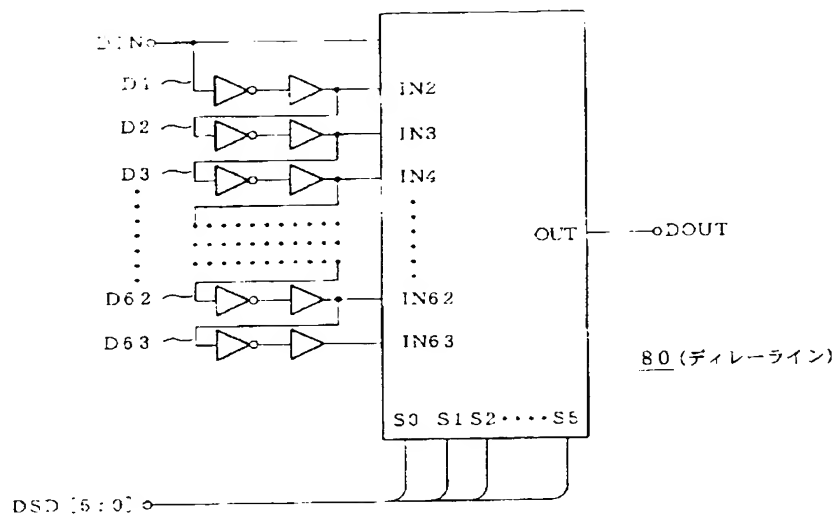 DIN
D1
IN2
D2
IN3
D3
IN4
OUT
DOUT
D62
IN62
D63
IN63
80 (ディレーライン)
S0 S1 S2 ···· S5
DSD [5:0]